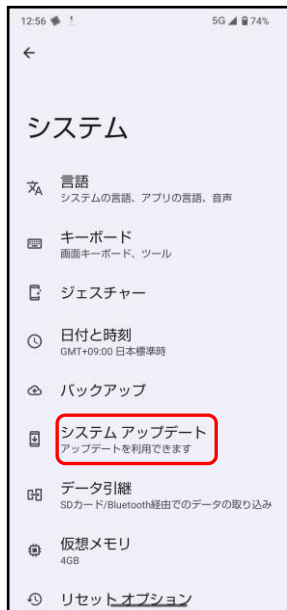 12:56 5G 74%
システム
言語
システムの言語、アプリの言語、音声
キーボード
画面キーボード、ツール
ジェスチャー
日付と時刻
GMT+09:00 日本標準時
バックアップ
システム アップデート
アップデートを利用できます
データ引継
SDカード/Bluetooth経由でのデータの取り込み
仮想メモリ
4GB
リセット オプション